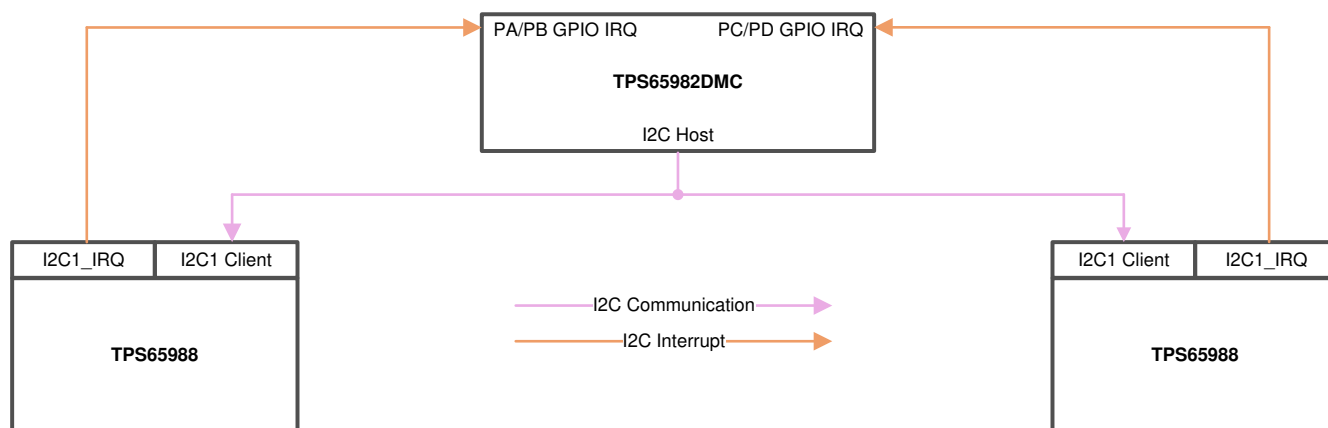 PA/PB GPIO IRQ PC/PD GPIO IRQ
TPS65982DMC
I2C Host
I2C1_IRQ I2C1 Client
I2C1 Client I2C1_IRQ
I2C Communication
I2C Interrupt
TPS65988
TPS65988